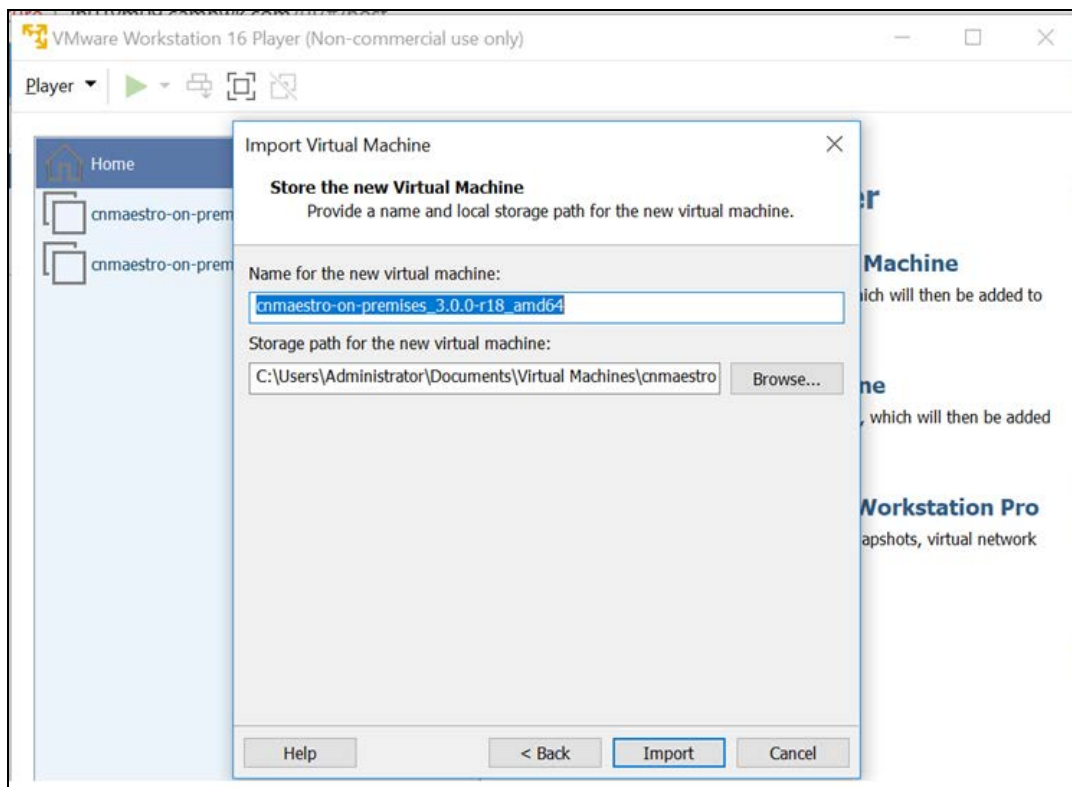 VMware Workstation 16 Player (Non-commercial use only)
Player
Home
cnmaestro-on-prem
cnmaestro-on-prem
Import Virtual Machine
Store the new Virtual Machine
Provide a name and local storage path for the new virtual machine.
Name for the new virtual machine:
cnmaestro-on-premises_3.0.0-r18_amd64
Storage path for the new virtual machine:
C:\Users\Administrator\Documents\Virtual Machines\cnmaestro
Browse...
Help
< Back
Import
Cancel
er
Machine
ich will then be added to
ne
, which will then be added
Workstation Pro
apshots, virtual network